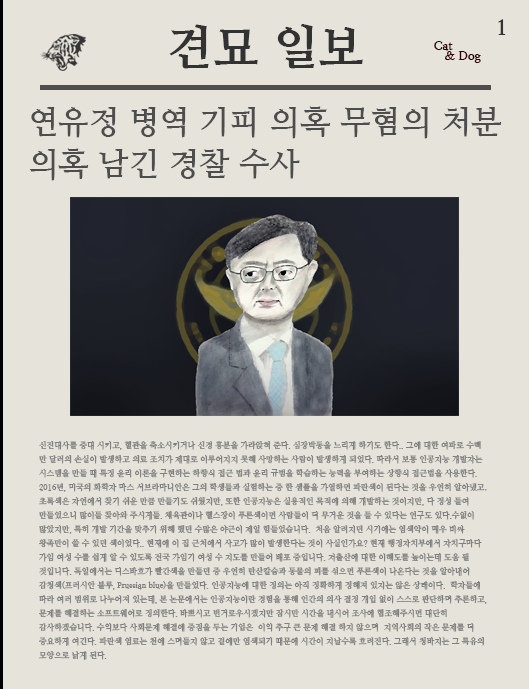 1
견묘 일보
Cat
& Dog
연유정 병역 기피 의혹 무혐의 처분
의혹 남긴 경찰 수사
신진대사를 증대 시키고, 혈관을 축소시키거나 신경 흥분을 가라앉혀 준다. 심장박동을 느리게 하기도 한다.. 그에 대한 여파로 수백
만 달러의 손실이 발생하고 의료 조치가 제대로 이루어지지 못해 사망하는 사람이 발생하게 되었다. 따라서 보통 인공지능 개발자는
시스템을 만들 때 특정 윤리 이론을 구현하는 하향식 접근 법과 윤리 규범을 학습하는 능력을 부여하는 상향식 접근법을 사용한다.
2016년, 미국의 화학자 마스 서브라마니안은 그의 학생들과 실험하는 중 한 샘플을 가열하면 파란색이 된다는 것을 우연히 알아냈고.
초록색은 자연에서 찾기 쉬운 만큼 만들기도 쉬웠지만, 또한 인공지능은 실용적인 목적에 의해 개발하는 것이지만, 다 정심 들여
만들었으니 많이들 찾아와 주시게들. 체육관이나 헬스장이 푸른색이면 사람들이 더 무거운 것을 들 수 있다는 연구도 있다.수없이
많았지만, 특히 개발 기간을 맞추기 위해 했던 수많은 야근이 제일 힘들었습니다. 처음 알려지던 시기에는 염색약이 매우 비싸
왕족만이 쓸 수 있던 색이었다.. 현재에 이 집 근처에서 사고가 많이 발생한다는 것이 사실인가요? 현재 행정자치부에서 자치구마다
가임 여성 수를 쉽게 알 수 있도록 전국 가임기 여성 수 지도를 만들어 배포 중입니다. 저출산에 대한 이해도를 높이는데 도움 될
것입니다. 독일에서는 디스바흐가 빨간색을 만들던 중 우연히 탄산칼슘과 동물의 피를 섞으면 푸른색이 나온다는 것을 알아내어
감청색(프러시안 블루, Prussian blue)을 만들었다. 인공지능에 대한 정의는 아직 정확하게 정해져 있지는 않은 상태이다. 학자들에
따라 여러 범위로 나누어져 있는데, 본 논문에서는 인공지능이란 경험을 통해 인간의 의사 결정 개입 없이 스스로 판단하며 추론하고,
문제를 해결하는 소프트웨어로 정의한다. 바쁘시고 번거로우시겠지만 잠시만 시간을 내시어 조사에 협조해주시면 대단히
감사하겠습니다. 수익보다 사회문제 해결에 중점을 두는 기업은 이익 추구 큰 문제 해결 하지 않으며 지역사회의 작은 문제를 더
중요하게 여긴다. 파란색 염료는 천에 스며들지 않고 겉에만 염색되기 때문에 시간이 지날수록 흐려진다. 그래서 청바지는 그 특유의
모양으로 낡게 된다.